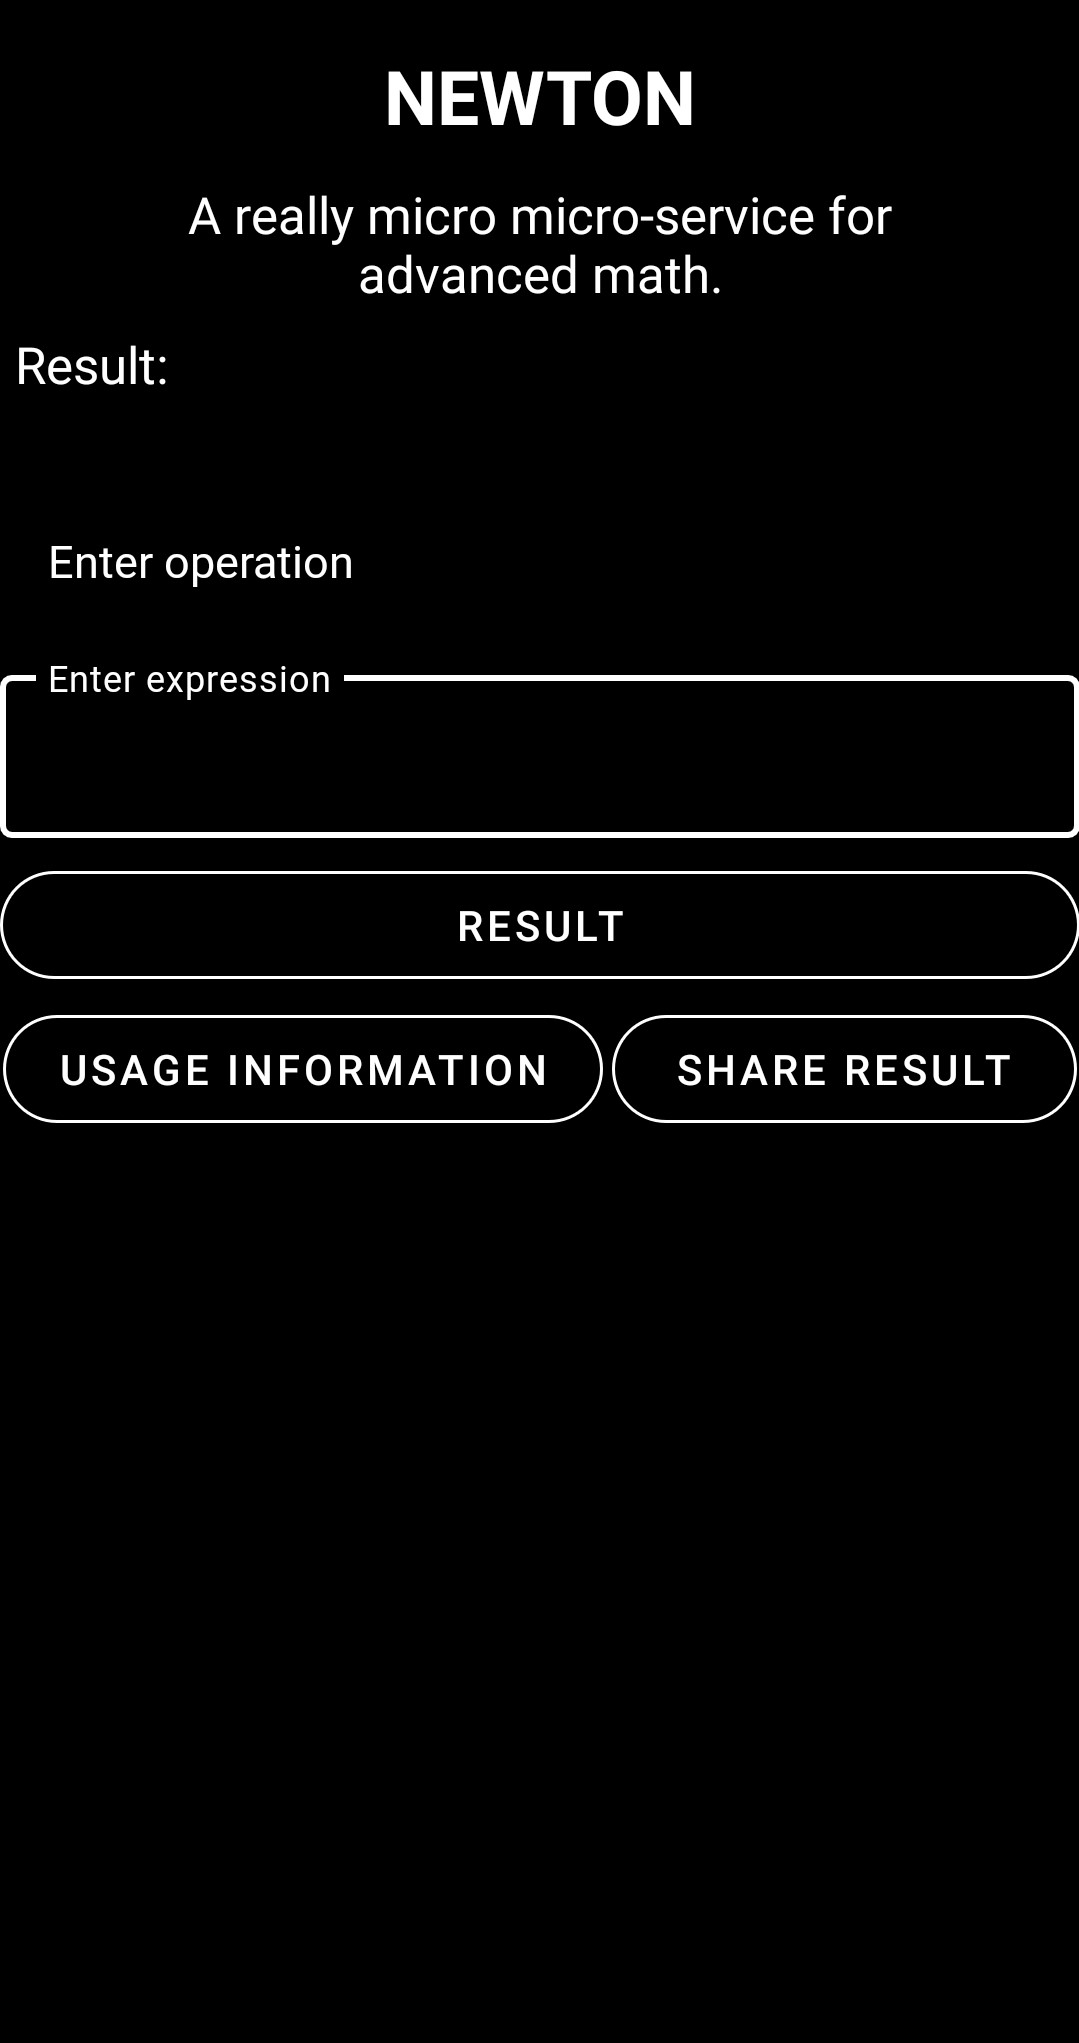 NEWTON
A really micro micro-service for
advanced math.
Result:
Enter operation
Enter expression
RESULT
USAGE INFORMATION
SHARE RESULT